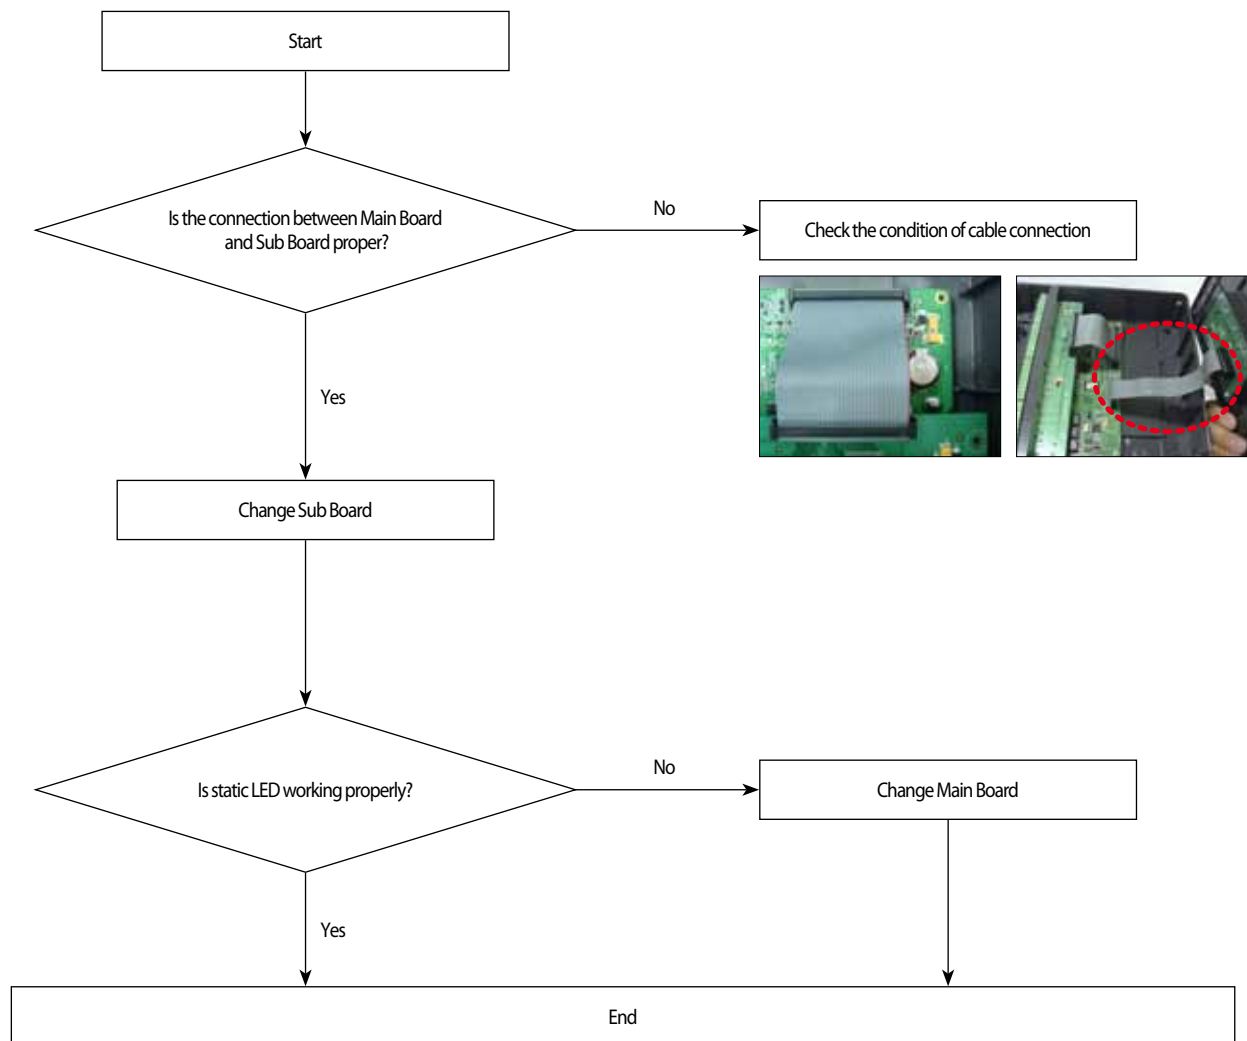 Start
Is the connection between Main Board
and Sub Board proper?
No
Check the condition of cable connection
Yes
Change Sub Board
Is static LED working properly?
No
Change Main Board
Yes
End